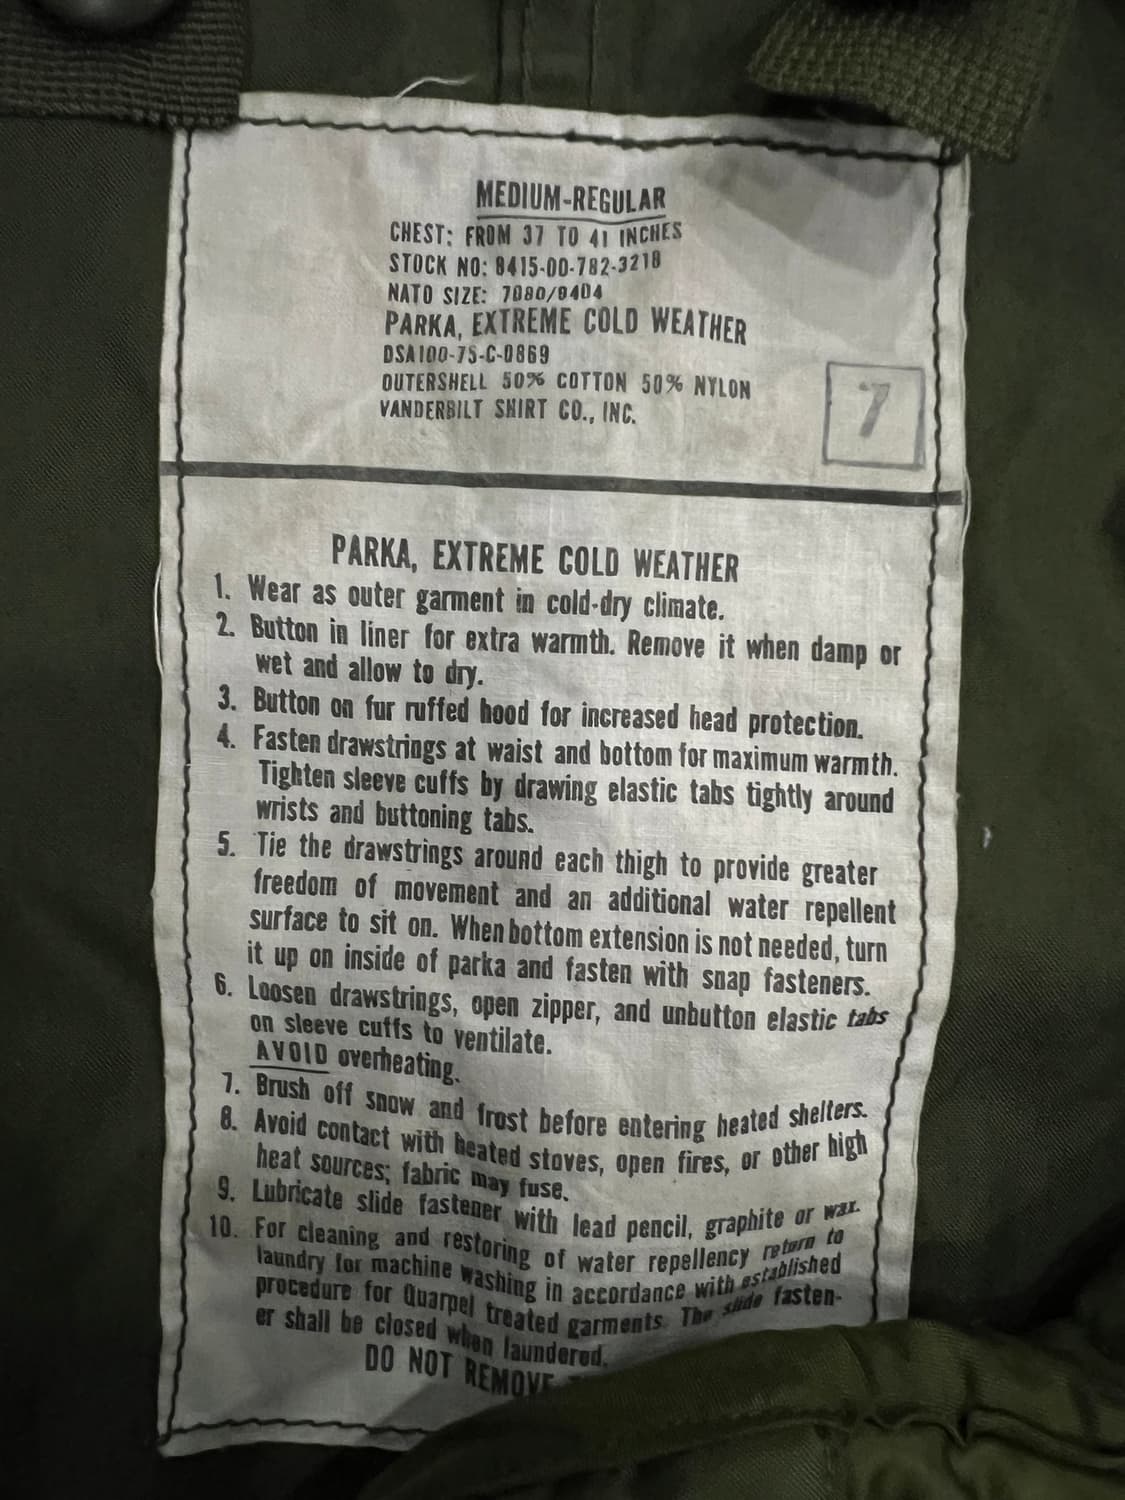 MEDIUM-REGULAR
CHEST: FROM 37 TO 41 INCHES
STOCK NO: 8415-00-782-3218
NATO SIZE: 7080/9404
PARKA, EXTREME COLD WEATHER
DSA100-75-C-0869
OUTERSHELL 50% COTTON 50% NYLON
VANDERBILT SHIRT CO., INC.
7
PARKA, EXTREME COLD WEATHER
1. Wear as outer garment in cold-dry climate.
2. Button in liner for extra warmth. Remove it when damp or
wet and allow to dry.
3. Button on fur ruffed hood for increased head protection.
4. Fasten drawstrings at waist and bottom for maximum warmth.
Tighten sleeve cuffs by drawing elastic tabs tightly around
wrists and buttoning tabs.
5. Tie the drawstrings around each thigh to provide greater
freedom of movement and an additional water repellent
surface to sit on. When bottom extension is not needed, turn
it up on inside of parka and fasten with snap fasteners.
6. Loosen drawstrings, open zipper, and unbutton elastic tabs
on sleeve cuffs to ventilate.
AVOID overheating.
7. Brush off snow and frost before entering heated shelters.
8. Avoid contact with heated stoves, open fires, or other high
heat sources; fabric may fuse.
9. Lubricate slide fastener with lead pencil, graphite or wax.
10. For cleaning and restoring of water repellency return to
laundry for machine washing in accordance with established
procedure for Quarpel treated garments. The slide fasten-
er shall be closed when laundered.
DO NOT REMOVE